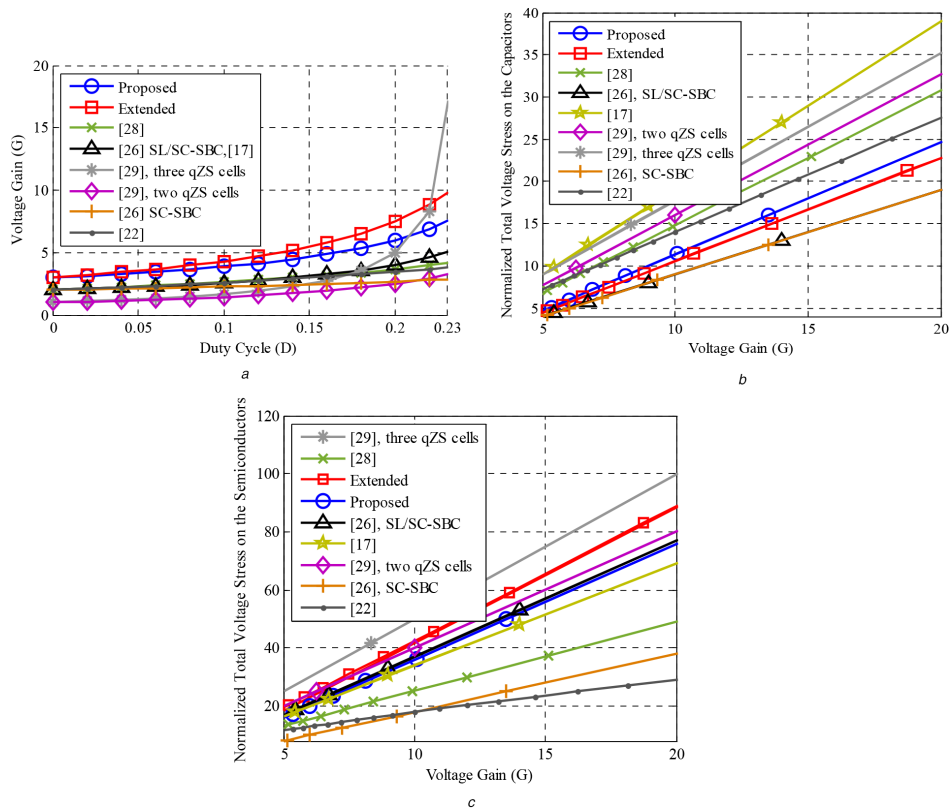 Voltage Gain (G)
20
15
10
5
0
Proposed
Extended
[28]
[26] SL/SC-SBC,[17]
[29], three qZS cells
[29], two qZS cells
[26] SC-SBC
[22]
0
0.05
0.1
0.15
0.2
0.23
Duty Cycle (D)
a
Normalized Total Voltage Stress on the Capacitors
40
35
30
25
20
15
10
5
Proposed
Extended
[28]
[26], SL/SC-SBC
[17]
[29], two qZS cells
[29], three qZS cells
[26], SC-SBC
[22]
5
10
15
20
Voltage Gain (G)
b
Normalized Total Voltage Stress on the Semiconductors
120
100
80
60
40
20
[29], three qZS cells
[28]
Extended
Proposed
[26], SL/SC-SBC
[17]
[29], two qZS cells
[26], SC-SBC
[22]
5
10
15
20
Voltage Gain (G)
c